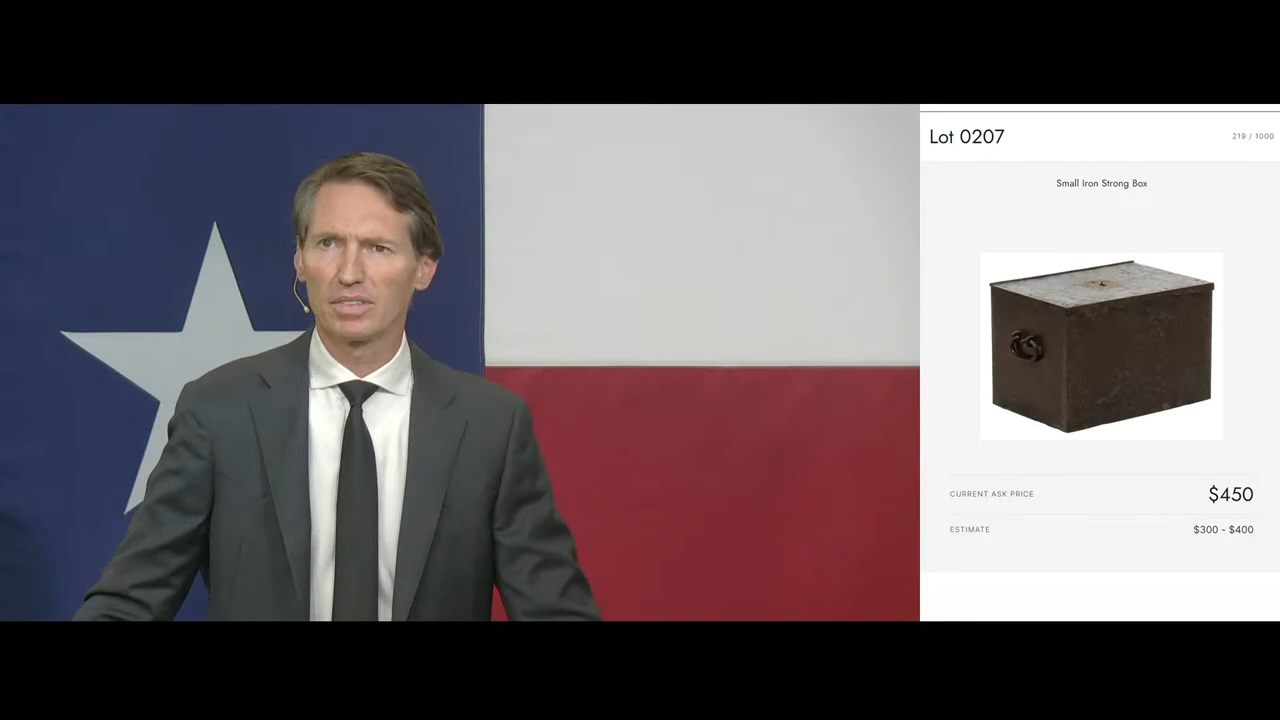 Lot 0207
219 / 1000
Small Iron Strong Box
CURRENT ASK PRICE
$450
ESTIMATE
$300 - $400